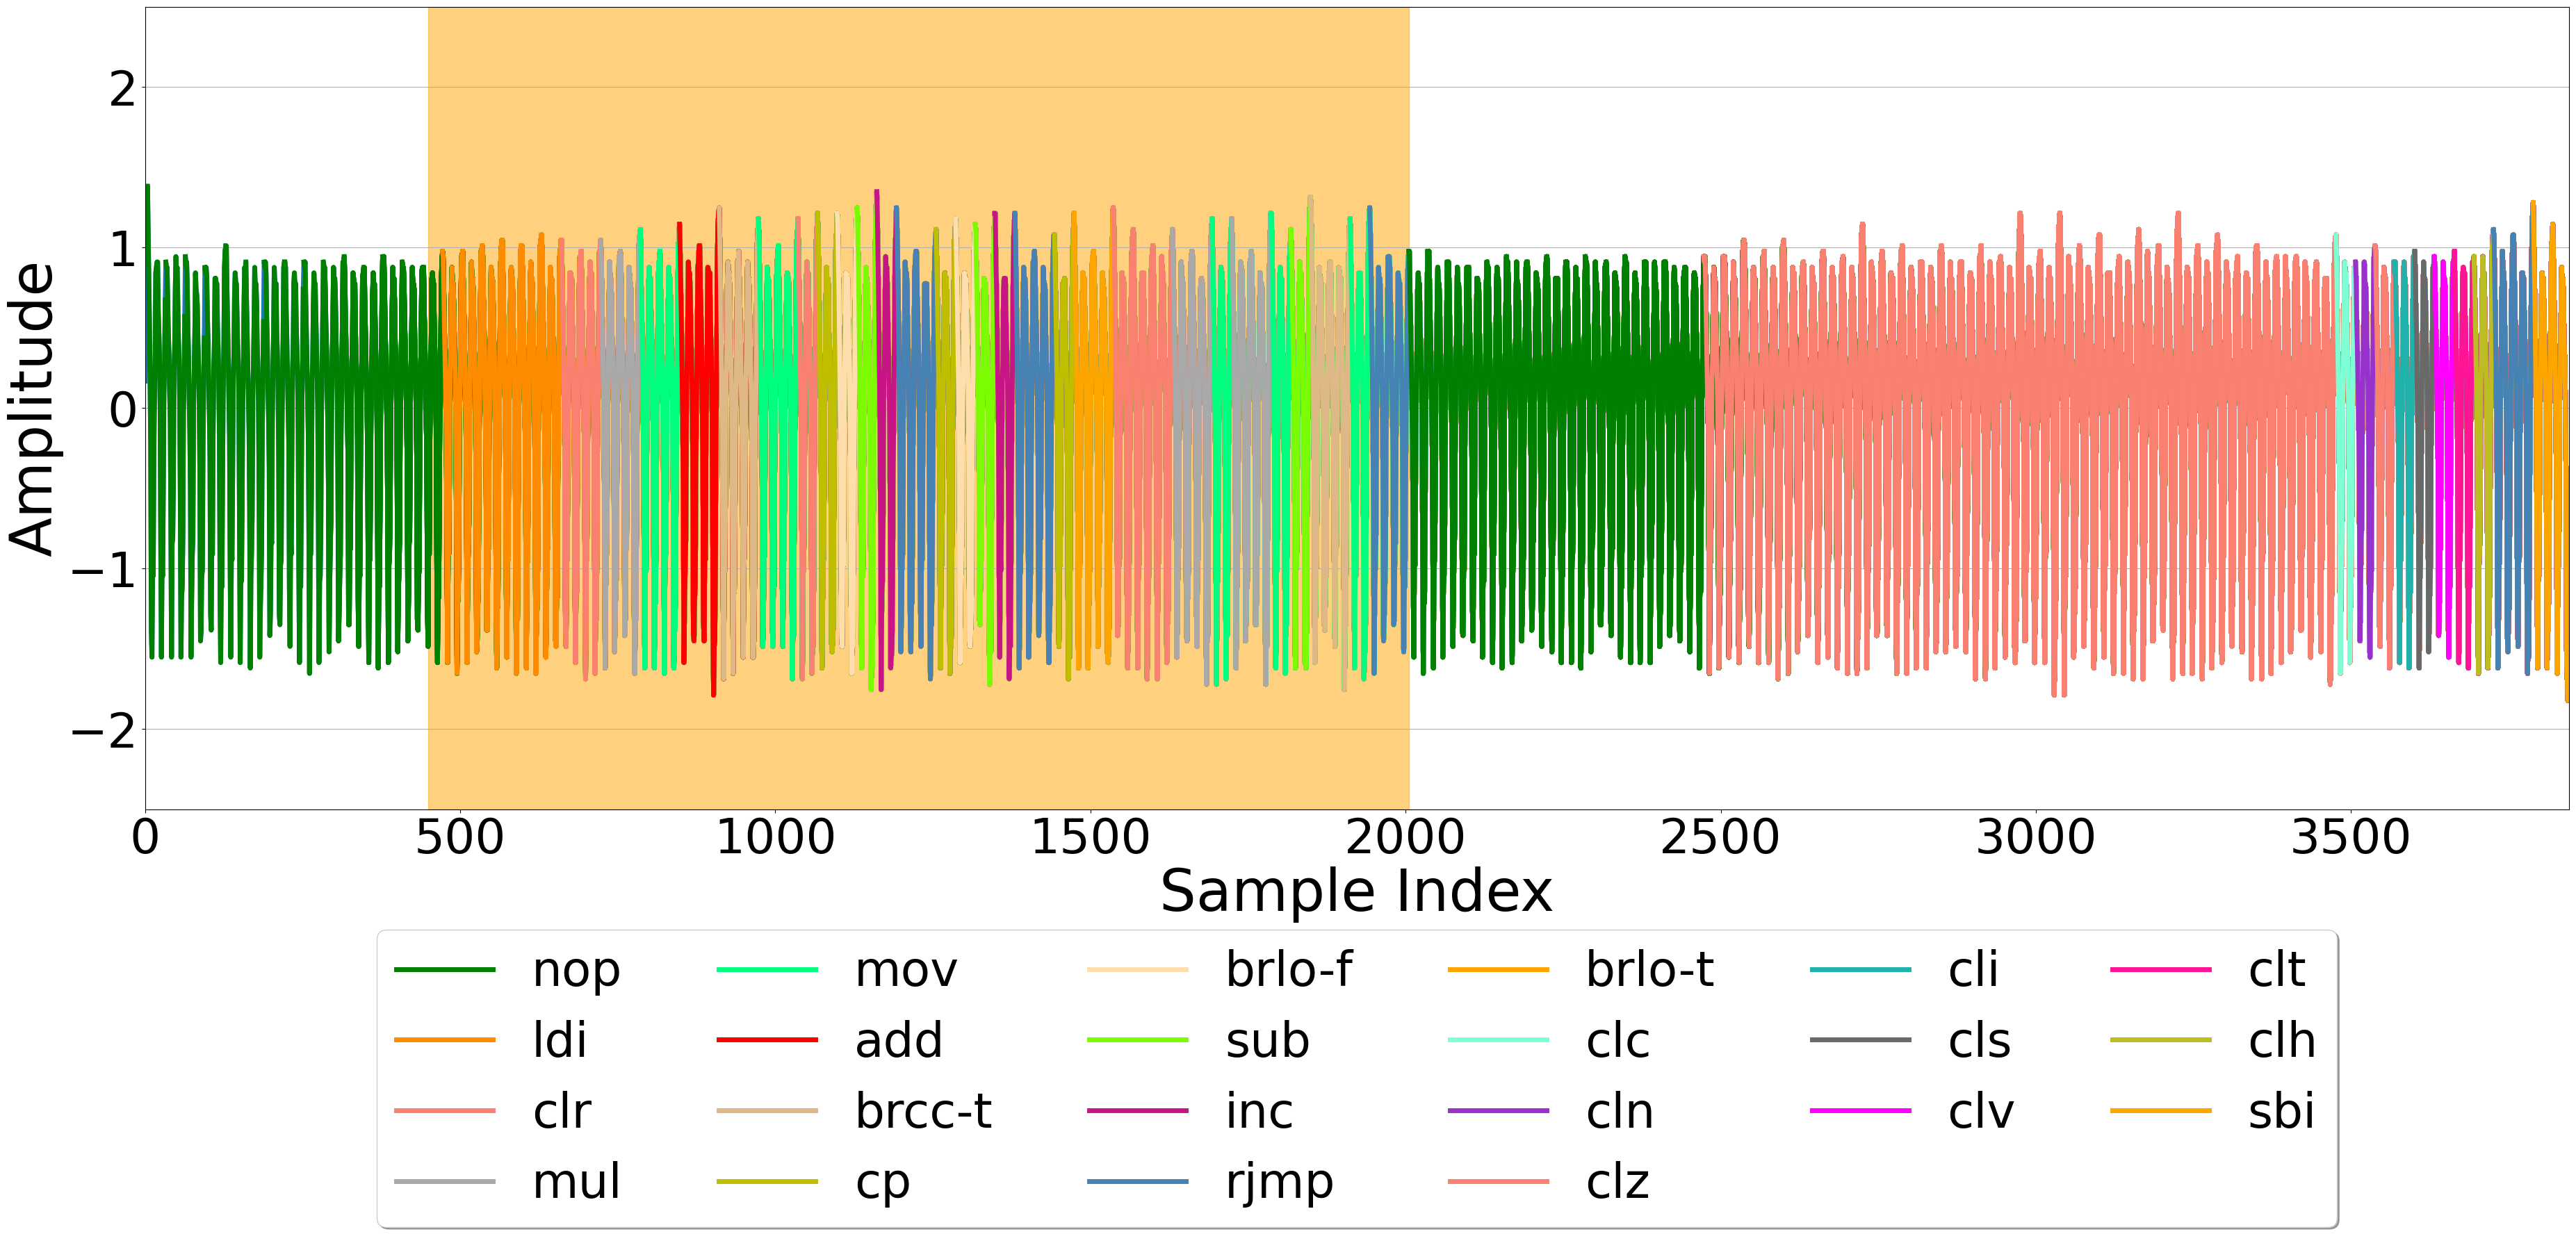 Amplitude
2
1
0
−1
−2
0 500 1000 1500 2000 2500 3000 3500
Sample Index
nop mov brlo-f brlo-t cli clt
ldi add sub clc cls clh
clr brcc-t inc cln clv sbi
mul cp rjmp clz